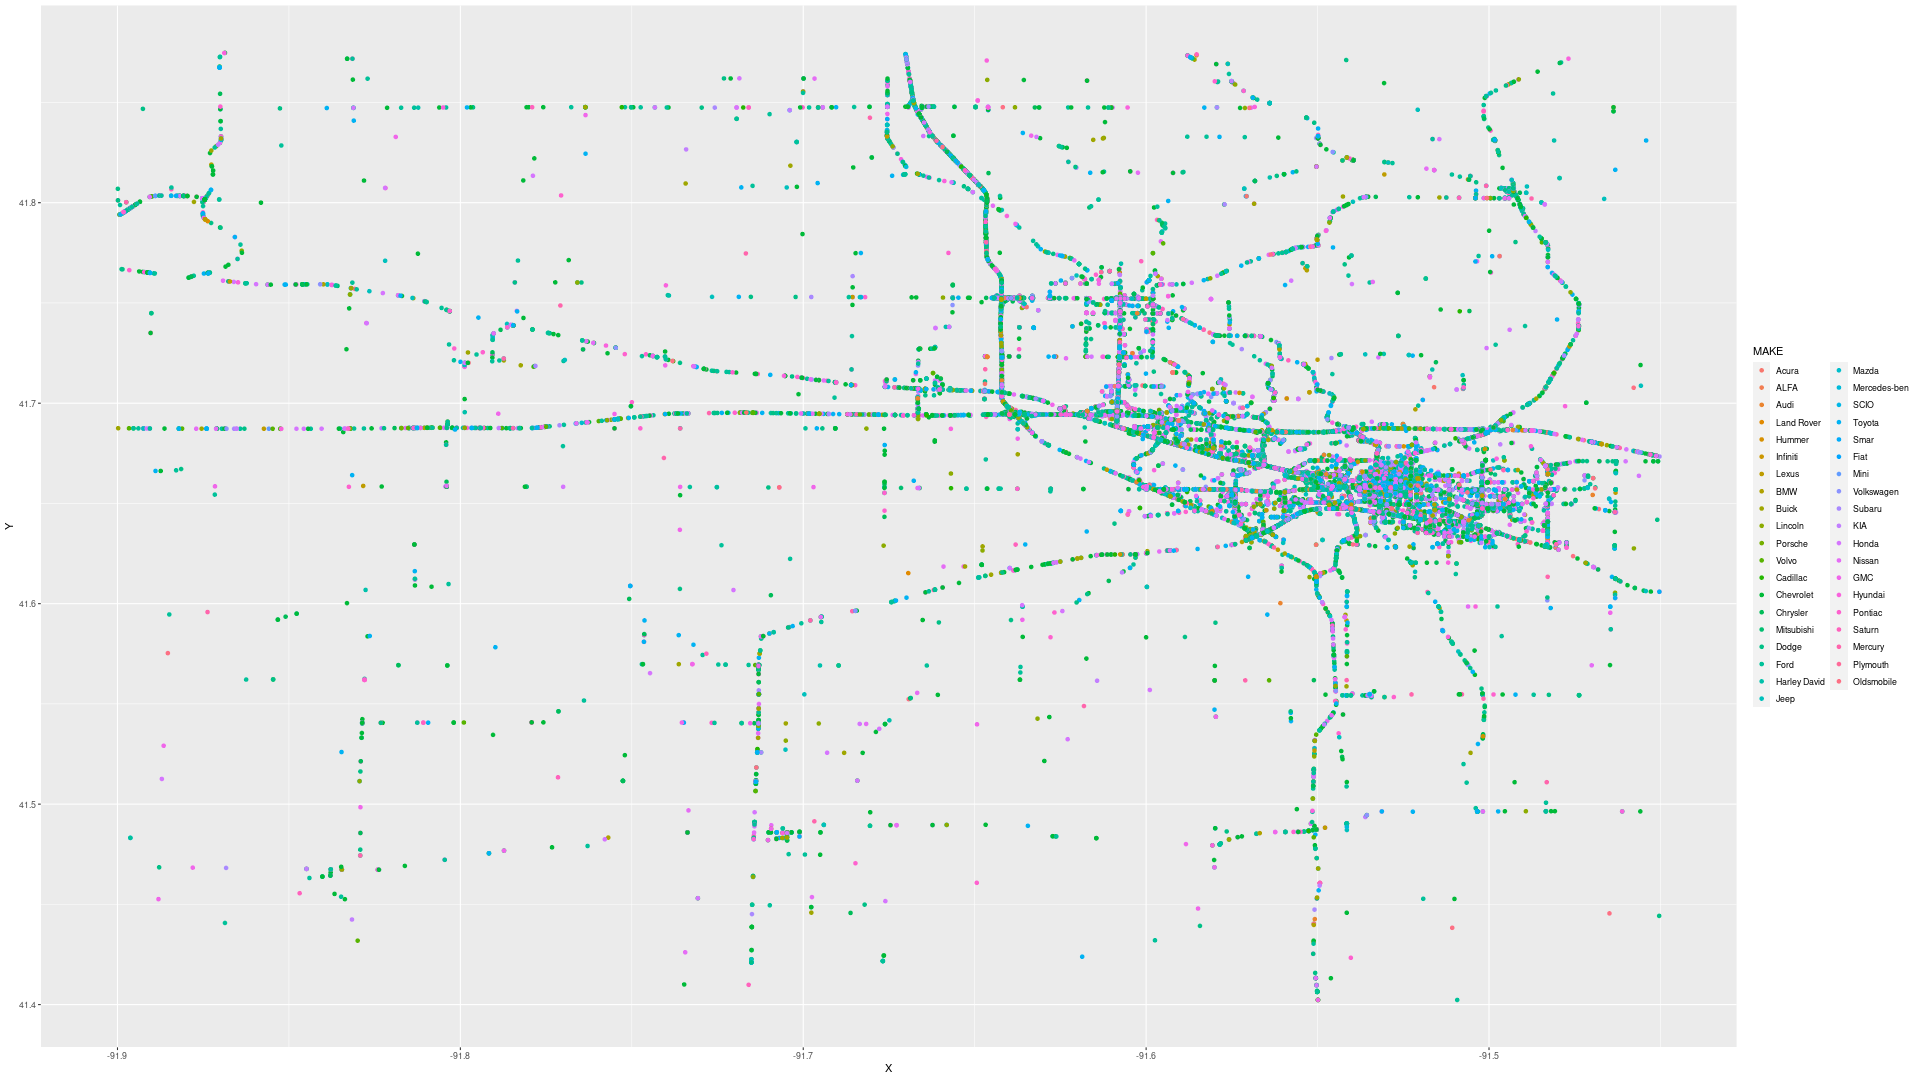 41.8
41.7
41.6
41.5
41.4
Y
-91.9
-91.8
-91.7
-91.6
-91.5
X
MAKE
Acura
ALFA
Audi
Land Rover
Hummer
Infiniti
Lexus
BMW
Buick
Lincoln
Porsche
Volvo
Cadillac
Chevrolet
Chrysler
Mitsubishi
Dodge
Ford
Harley David
Jeep
Mazda
Mercedes-ben
SCIO
Toyota
Smar
Fiat
Mini
Volkswagen
Subaru
KIA
Honda
Nissan
GMC
Hyundai
Pontiac
Saturn
Mercury
Plymouth
Oldsmobile